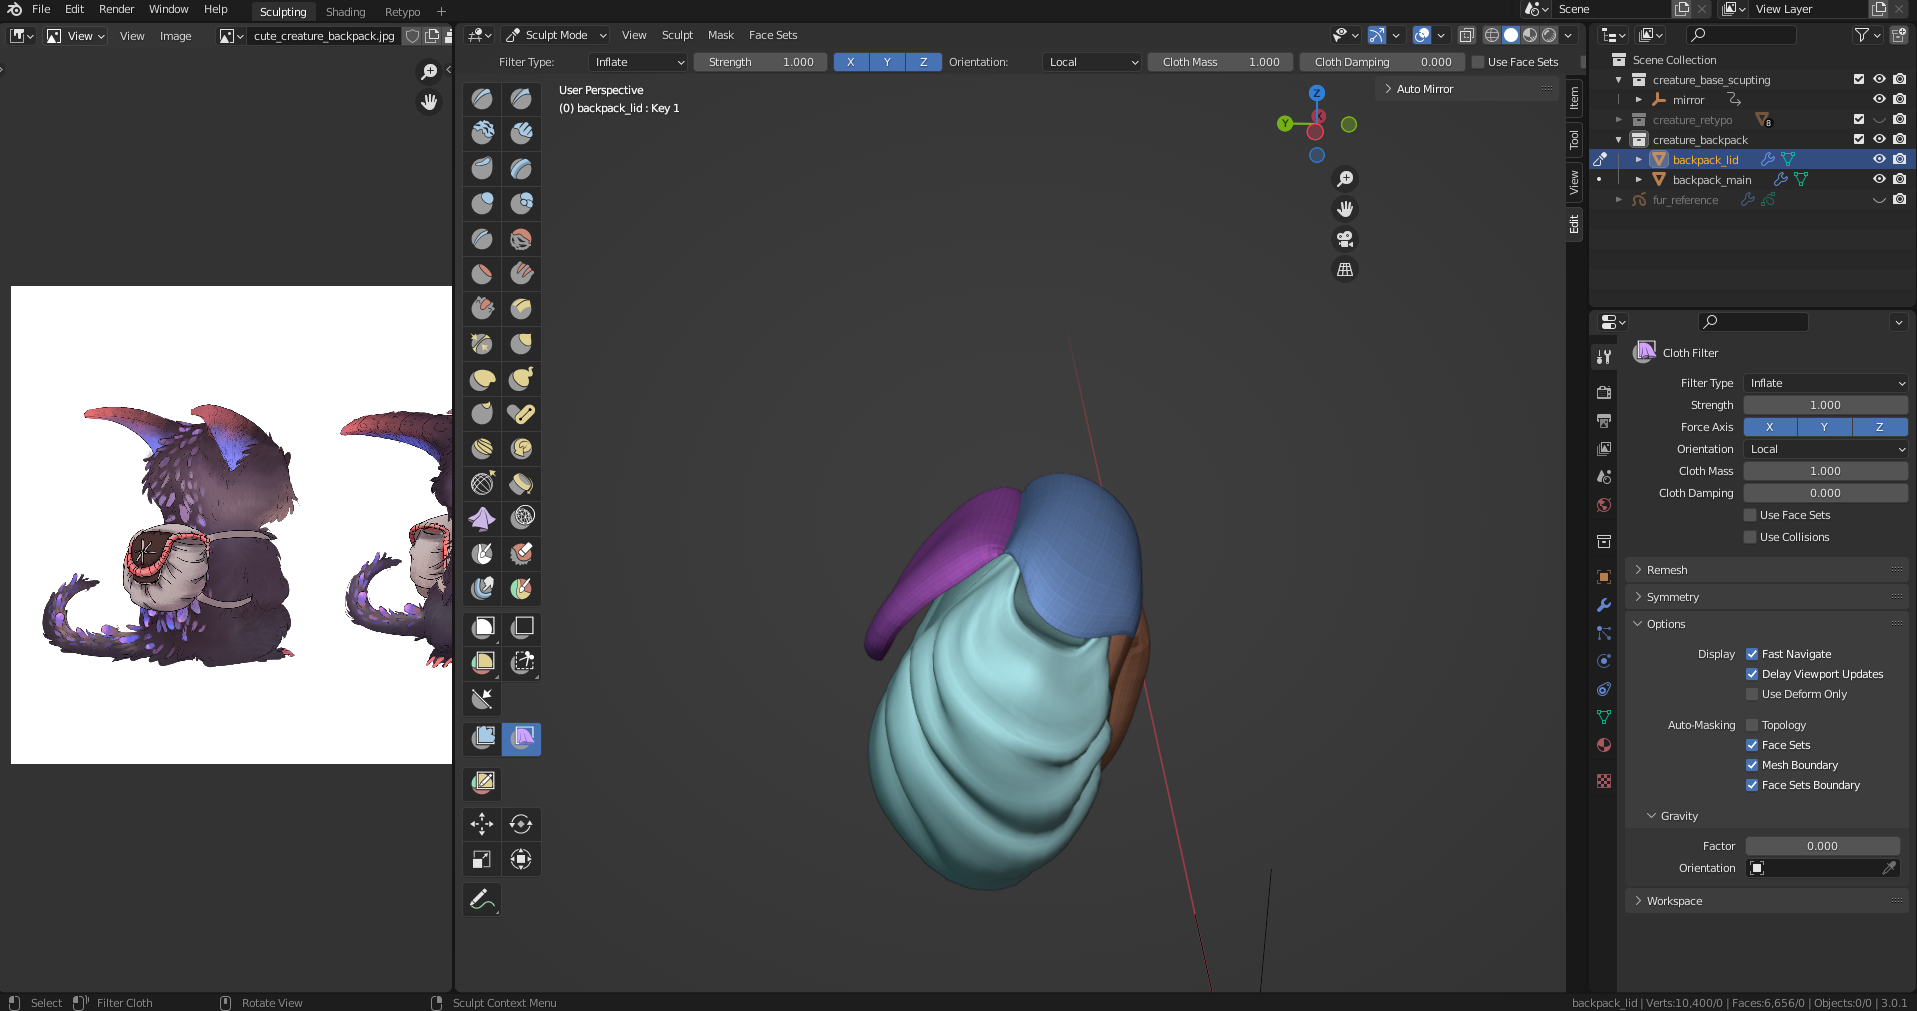 File Edit Render Window Help Sculpting Shading Retypo + Scene View Layer
View View Image cute_creature_backpack.jpg Sculpt Mode View Sculpt Mask Face Sets
Filter Type: Inflate Strength 1.000 X Y Z Orientation: Local Cloth Mass 1.000 Cloth Damping 0.000 Use Face Sets
User Perspective
(0) backpack_lid : Key 1
Auto Mirror
Z
Y
Item
Tool
View
Edit
Scene Collection
creature_base_scupting
mirror
creature_retypo 8
creature_backpack
backpack_lid
backpack_main
fur_reference
Cloth Filter
Filter Type Inflate
Strength 1.000
Force Axis X Y Z
Orientation Local
Cloth Mass 1.000
Cloth Damping 0.000
Use Face Sets
Use Collisions
Remesh
Symmetry
Options
Display Fast Navigate
Delay Viewport Updates
Use Deform Only
Auto-Masking Topology
Face Sets
Mesh Boundary
Face Sets Boundary
Gravity
Factor 0.000
Orientation
Workspace
Select Filter Cloth Rotate View Sculpt Context Menu backpack_lid | Verts:10,400/0 | Faces:6,656/0 | Objects:0/0 | 3.0.1